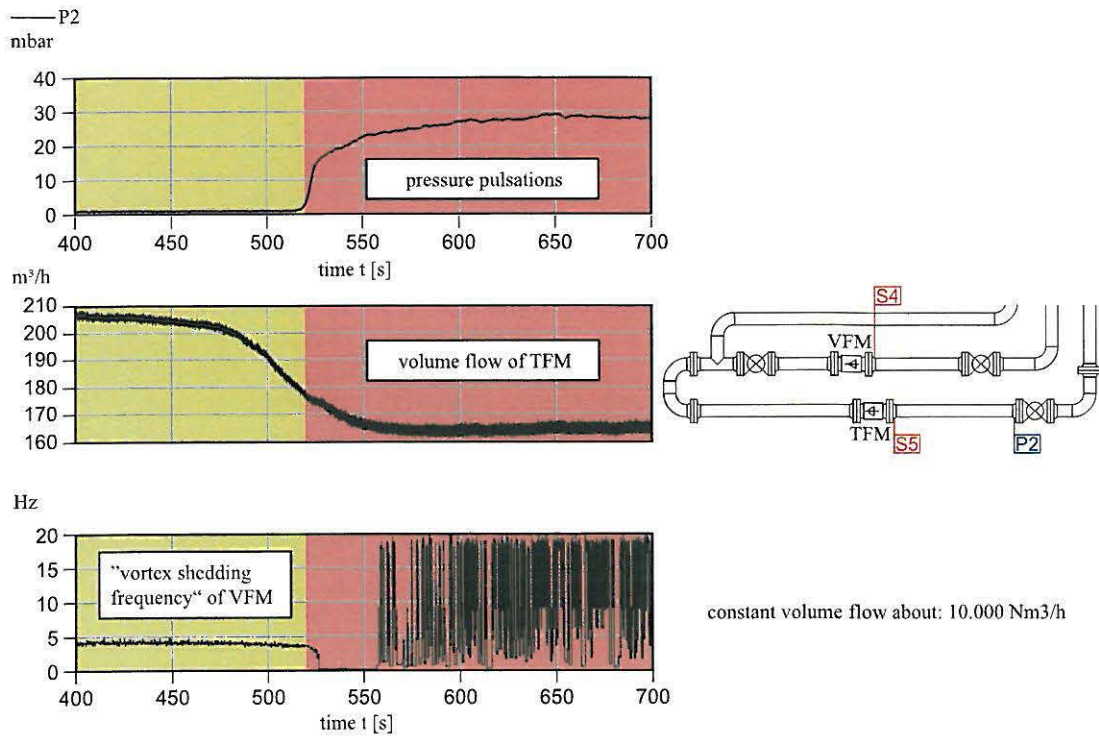 P2
mbar
40
30
20
10
0
pressure pulsations
400 450 500 550 600 650 700
time t [s]
m³/h
210
200
190
180
170
160
volume flow of TFM
S4
VFM
TFM
S5
P2
Hz
20
15
10
5
0
"vortex shedding
frequency“ of VFM
400 450 500 550 600 650 700
time t [s]
constant volume flow about: 10.000 Nm3/h